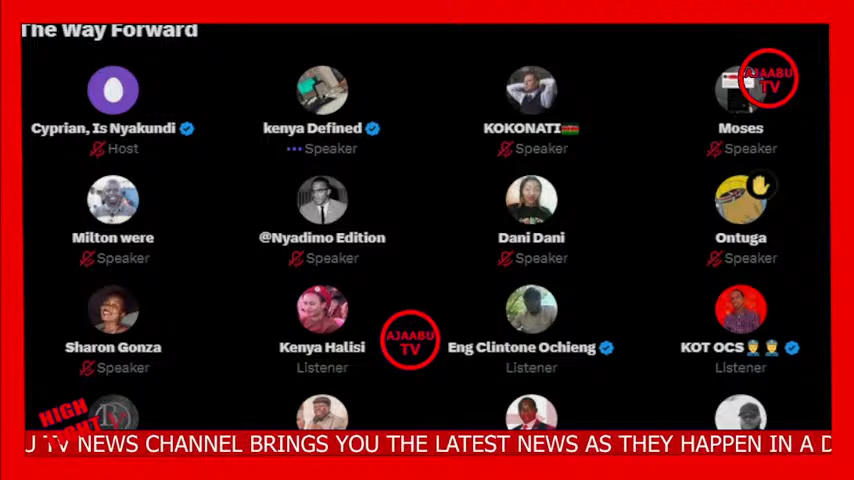 The Way Forward
AJAABU
TV
Cyprian, Is Nyakundi
Host
kenya Defined
Speaker
KOKONATI
Speaker
Moses
Speaker
Milton were
Speaker
@Nyadimo Edition
Speaker
Dani Dani
Speaker
Ontuga
Speaker
Sharon Gonza
Speaker
Kenya Halisi
Listener
AJAABU
TV
Eng Clintone Ochieng
Listener
KOT OCS
Listener
HIGH
U TV NEWS CHANNEL BRINGS YOU THE LATEST NEWS AS THEY HAPPEN IN A D